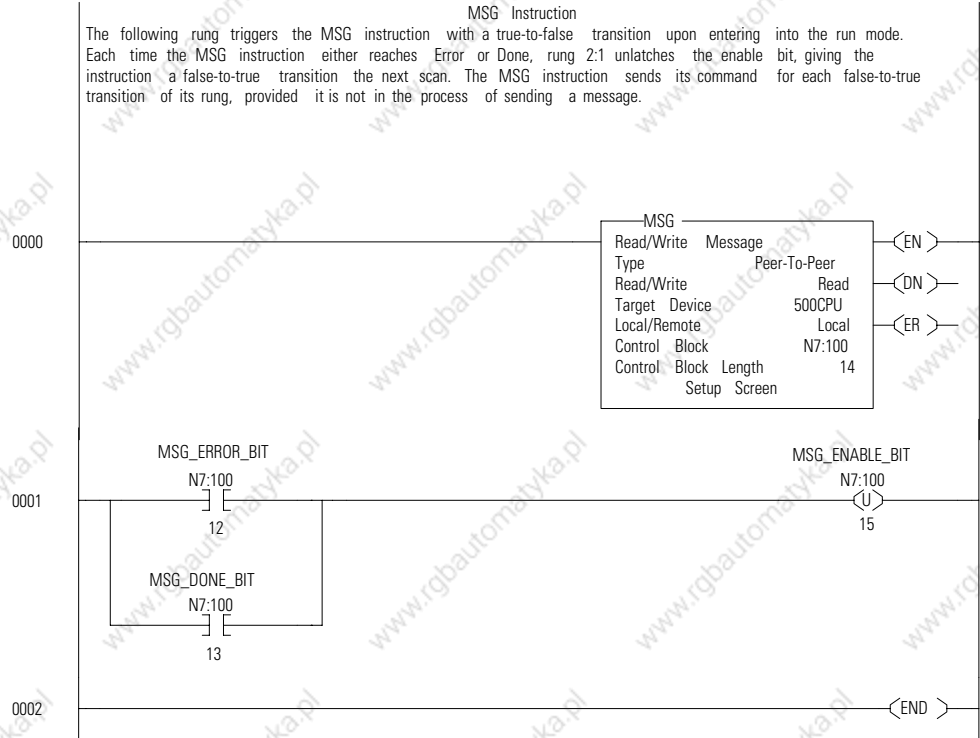 MSG Instruction
The following rung triggers the MSG instruction with a true-to-false transition upon entering into the run mode.
Each time the MSG instruction either reaches Error or Done, rung 2:1 unlatches the enable bit, giving the
instruction a false-to-true transition the next scan. The MSG instruction sends its command for each false-to-true
transition of its rung, provided it is not in the process of sending a message.
0000
MSG
Read/Write Message
Type Peer-To-Peer
Read/Write Read
Target Device 500CPU
Local/Remote Local
Control Block N7:100
Control Block Length 14
Setup Screen
EN
DN
ER
MSG_ERROR_BIT
MSG_ENABLE_BIT
N7:100
N7:100
0001
U
12
15
MSG_DONE_BIT
N7:100
13
0002
END
www.rgbautomatyka.pl